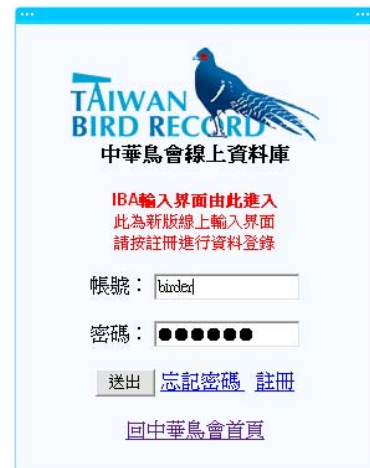 TAIWAN
BIRD RECORD
中華鳥會線上資料庫
IBA輸入界面由此進入
此為新版線上輸入界面
請按註冊進行資料登錄
帳號： birder
密碼： ●●●●●●
送出 忘記密碼 註冊
回中華鳥會首頁